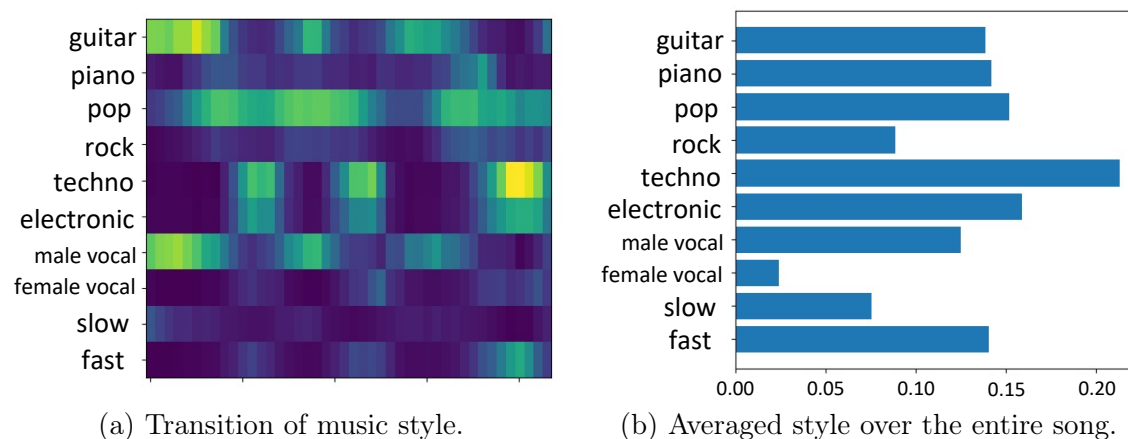 guitar
piano
pop
rock
techno
electronic
male vocal
female vocal
slow
fast
(a) Transition of music style.
guitar
piano
pop
rock
techno
electronic
male vocal
female vocal
slow
fast
0.00 0.05 0.10 0.15 0.20
(b) Averaged style over the entire song.